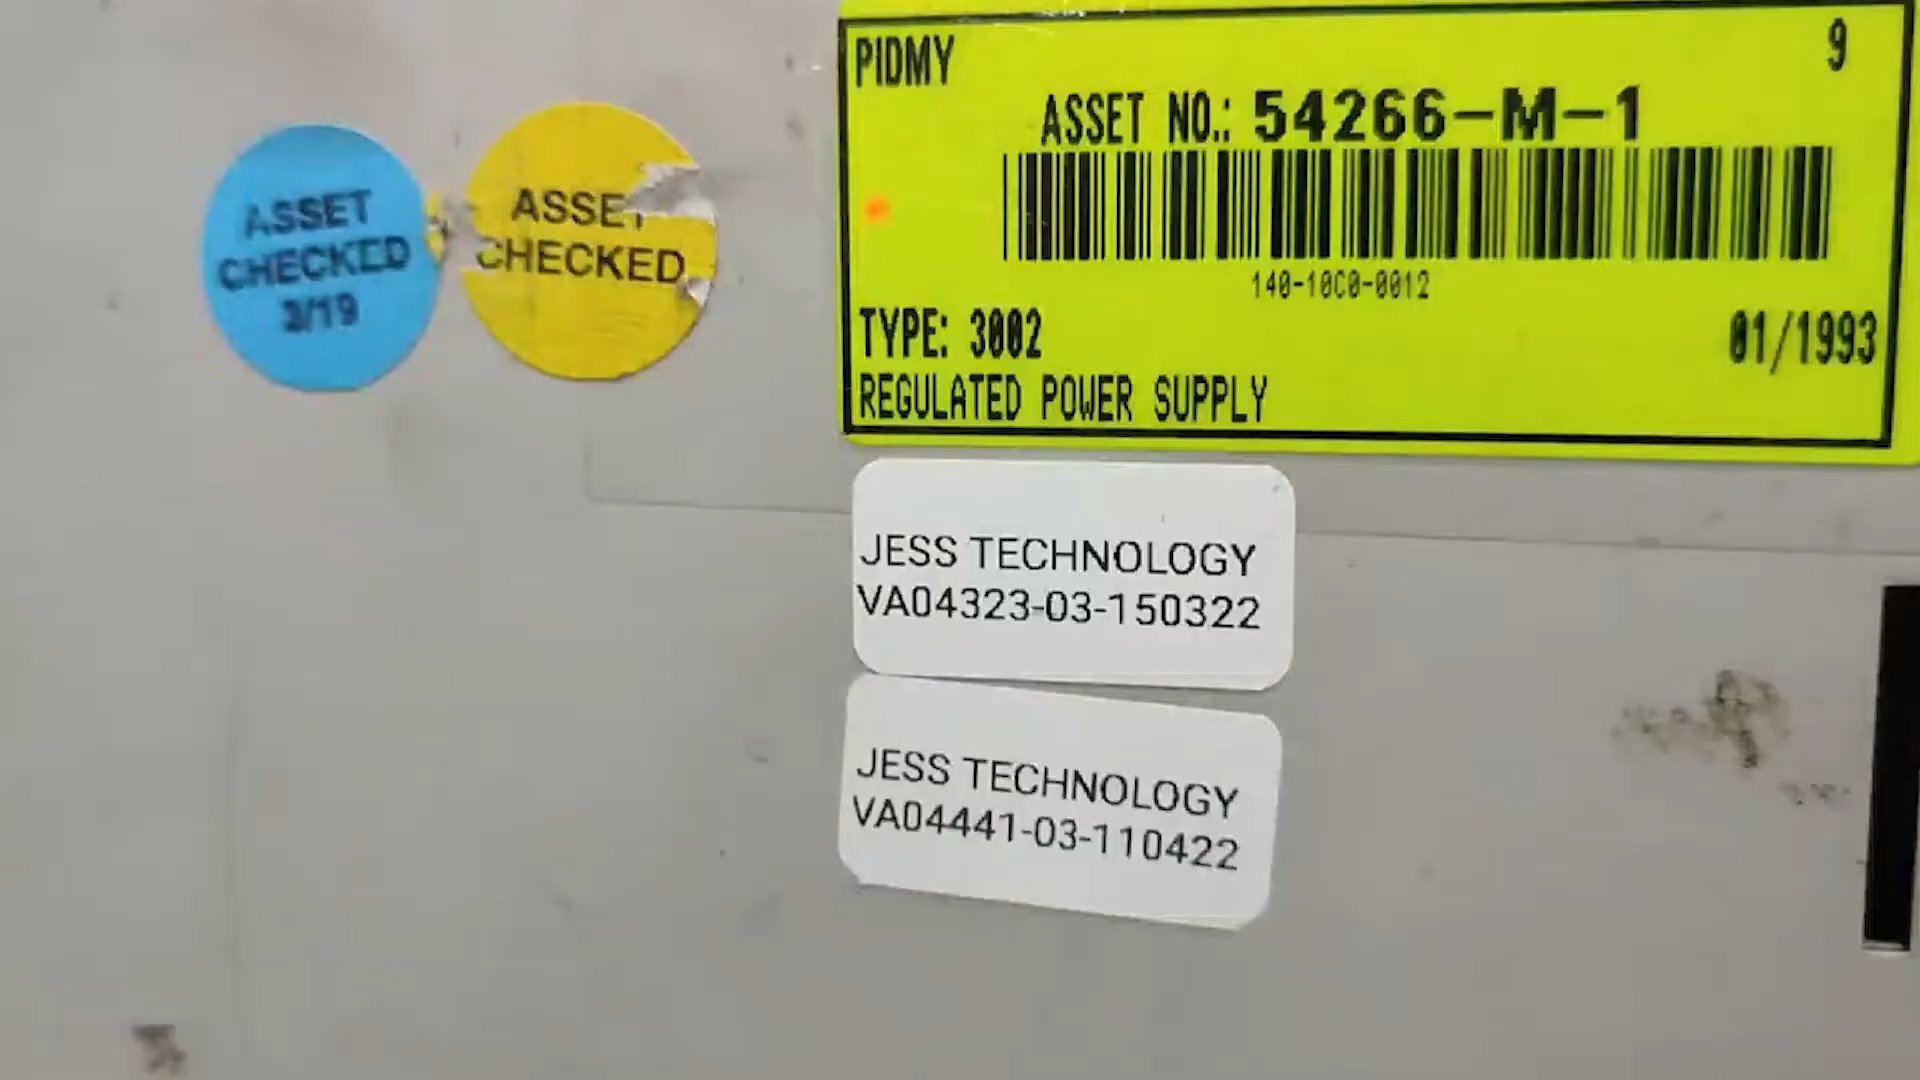 ASSET
CHECKED
3/19
ASSET
CHECKED
PIDMY
9
ASSET NO.: 54266-M-1
140-10C0-0012
TYPE: 3002
01/1993
REGULATED POWER SUPPLY
JESS TECHNOLOGY
VA04323-03-150322
JESS TECHNOLOGY
VA04441-03-110422